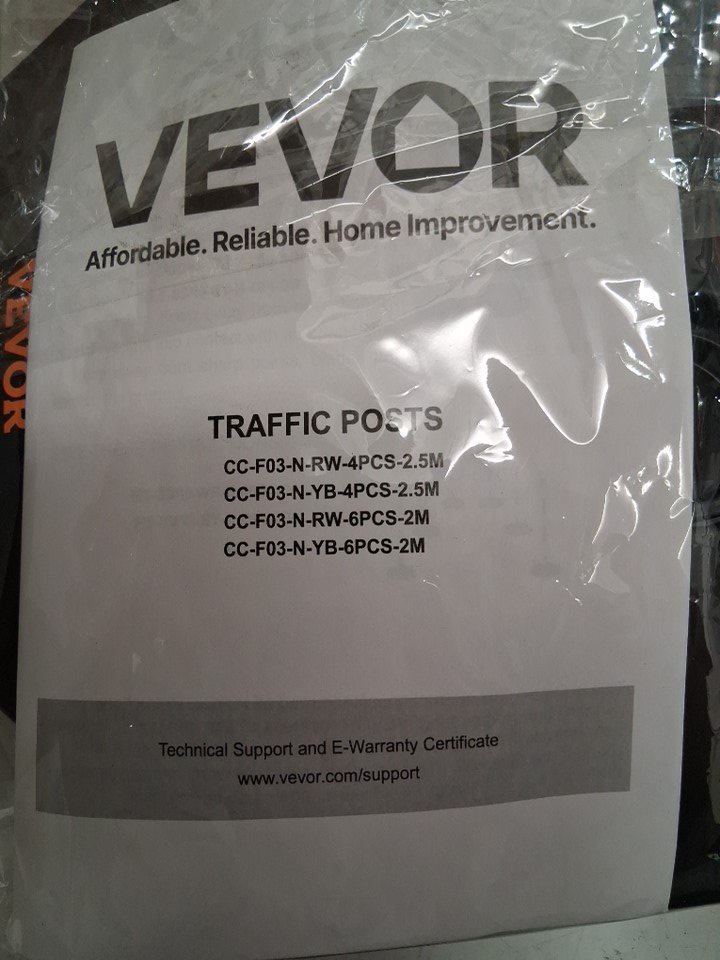 VEVOR
Affordable. Reliable. Home Improvement.
VEVOR
TRAFFIC POSTS
CC-F03-N-RW-4PCS-2.5M
CC-F03-N-YB-4PCS-2.5M
CC-F03-N-RW-6PCS-2M
CC-F03-N-YB-6PCS-2M
Technical Support and E-Warranty Certificate
www.vevor.com/support